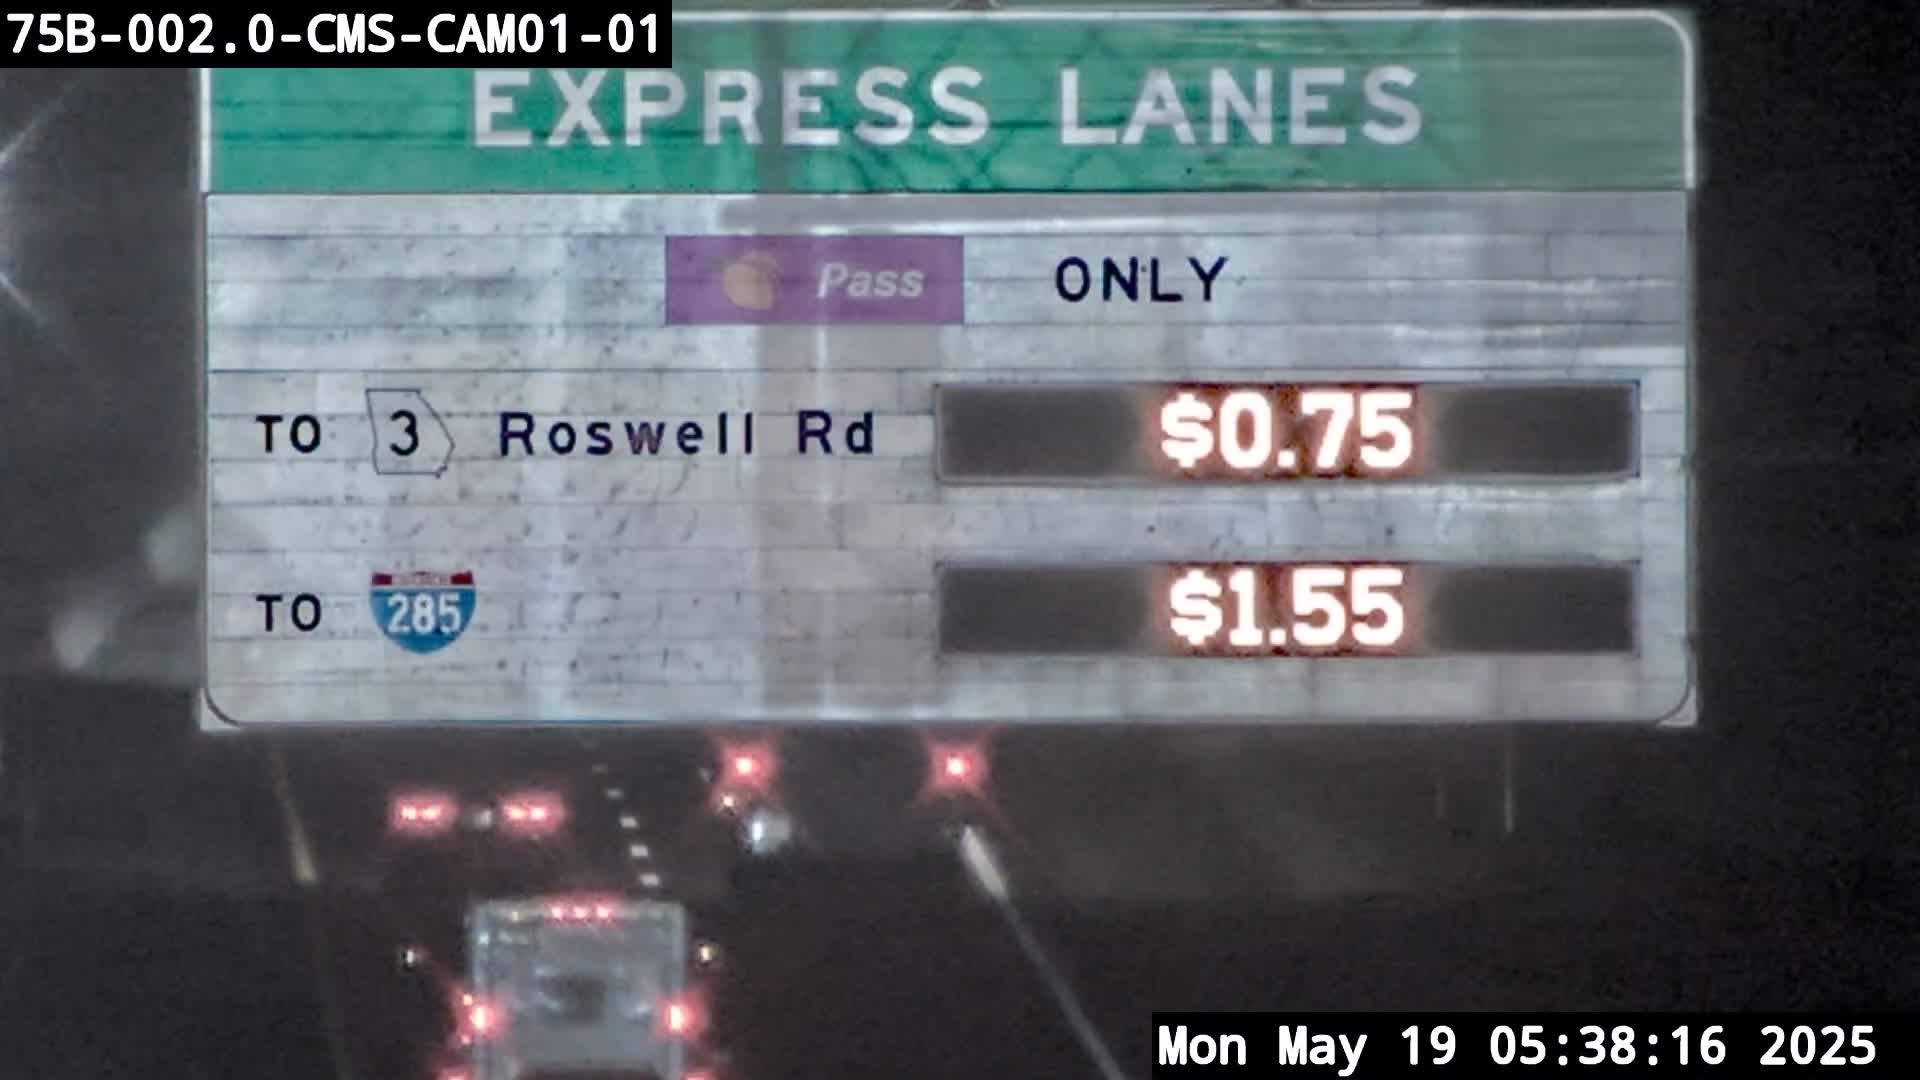 75B-002.0-CMS-CAM01-01
EXPRESS LANES
Pass ONLY
TO 3 Roswell Rd $0.75
TO 285 $1.55
Mon May 19 05:38:16 2025